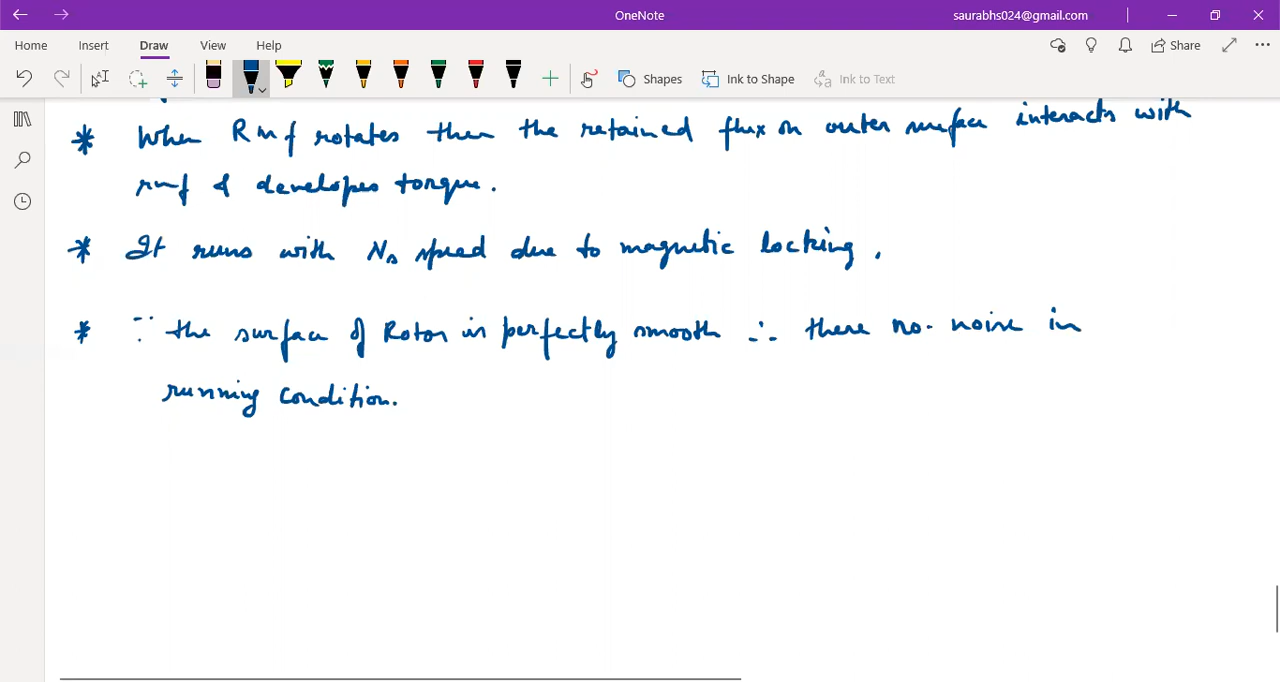 OneNote
saurabhs024@gmail.com
Home Insert Draw View Help
Share
Shapes
Ink to Shape
Ink to Text
* When Rmf rotates then the retained flux on outer surface interacts with
rmf & developes torque.
* It runs with Ns speed due to magnetic locking.
* ∵ the surface of Rotor is perfectly smooth ∴ there no. noise in
running condition.